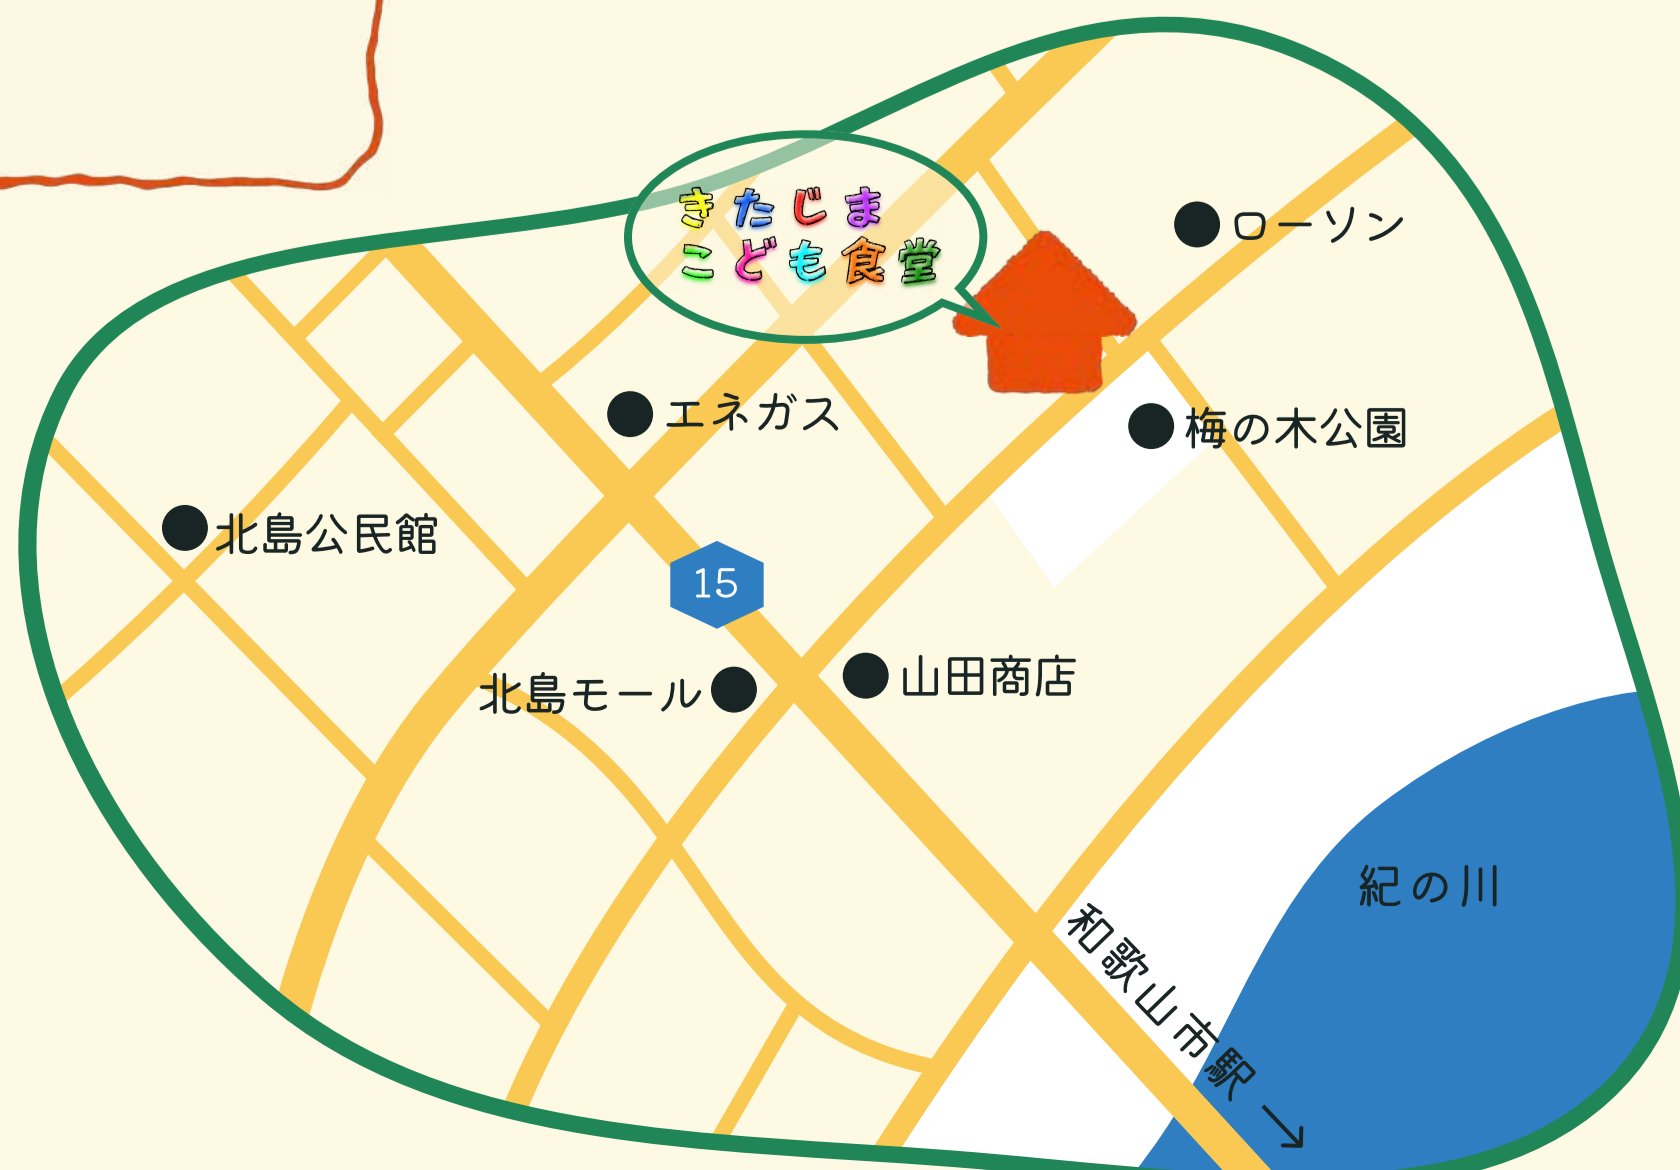 きたじま
こども食堂
ローソン
エネガス
梅の木公園
北島公民館
15
北島モール
山田商店
紀の川
和歌山市駅→